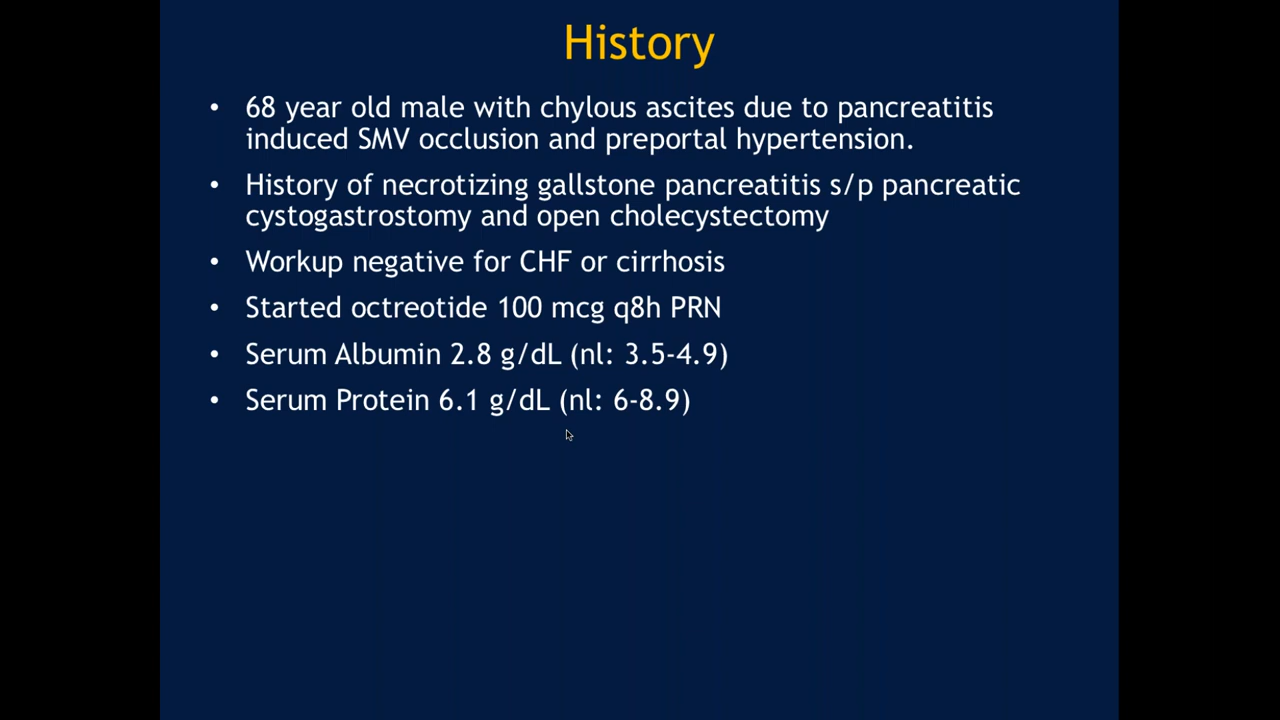 History
• 68 year old male with chylous ascites due to pancreatitis
induced SMV occlusion and preportal hypertension.
• History of necrotizing gallstone pancreatitis s/p pancreatic
cystogastrostomy and open cholecystectomy
• Workup negative for CHF or cirrhosis
• Started octreotide 100 mcg q8h PRN
• Serum Albumin 2.8 g/dL (nl: 3.5-4.9)
• Serum Protein 6.1 g/dL (nl: 6-8.9)